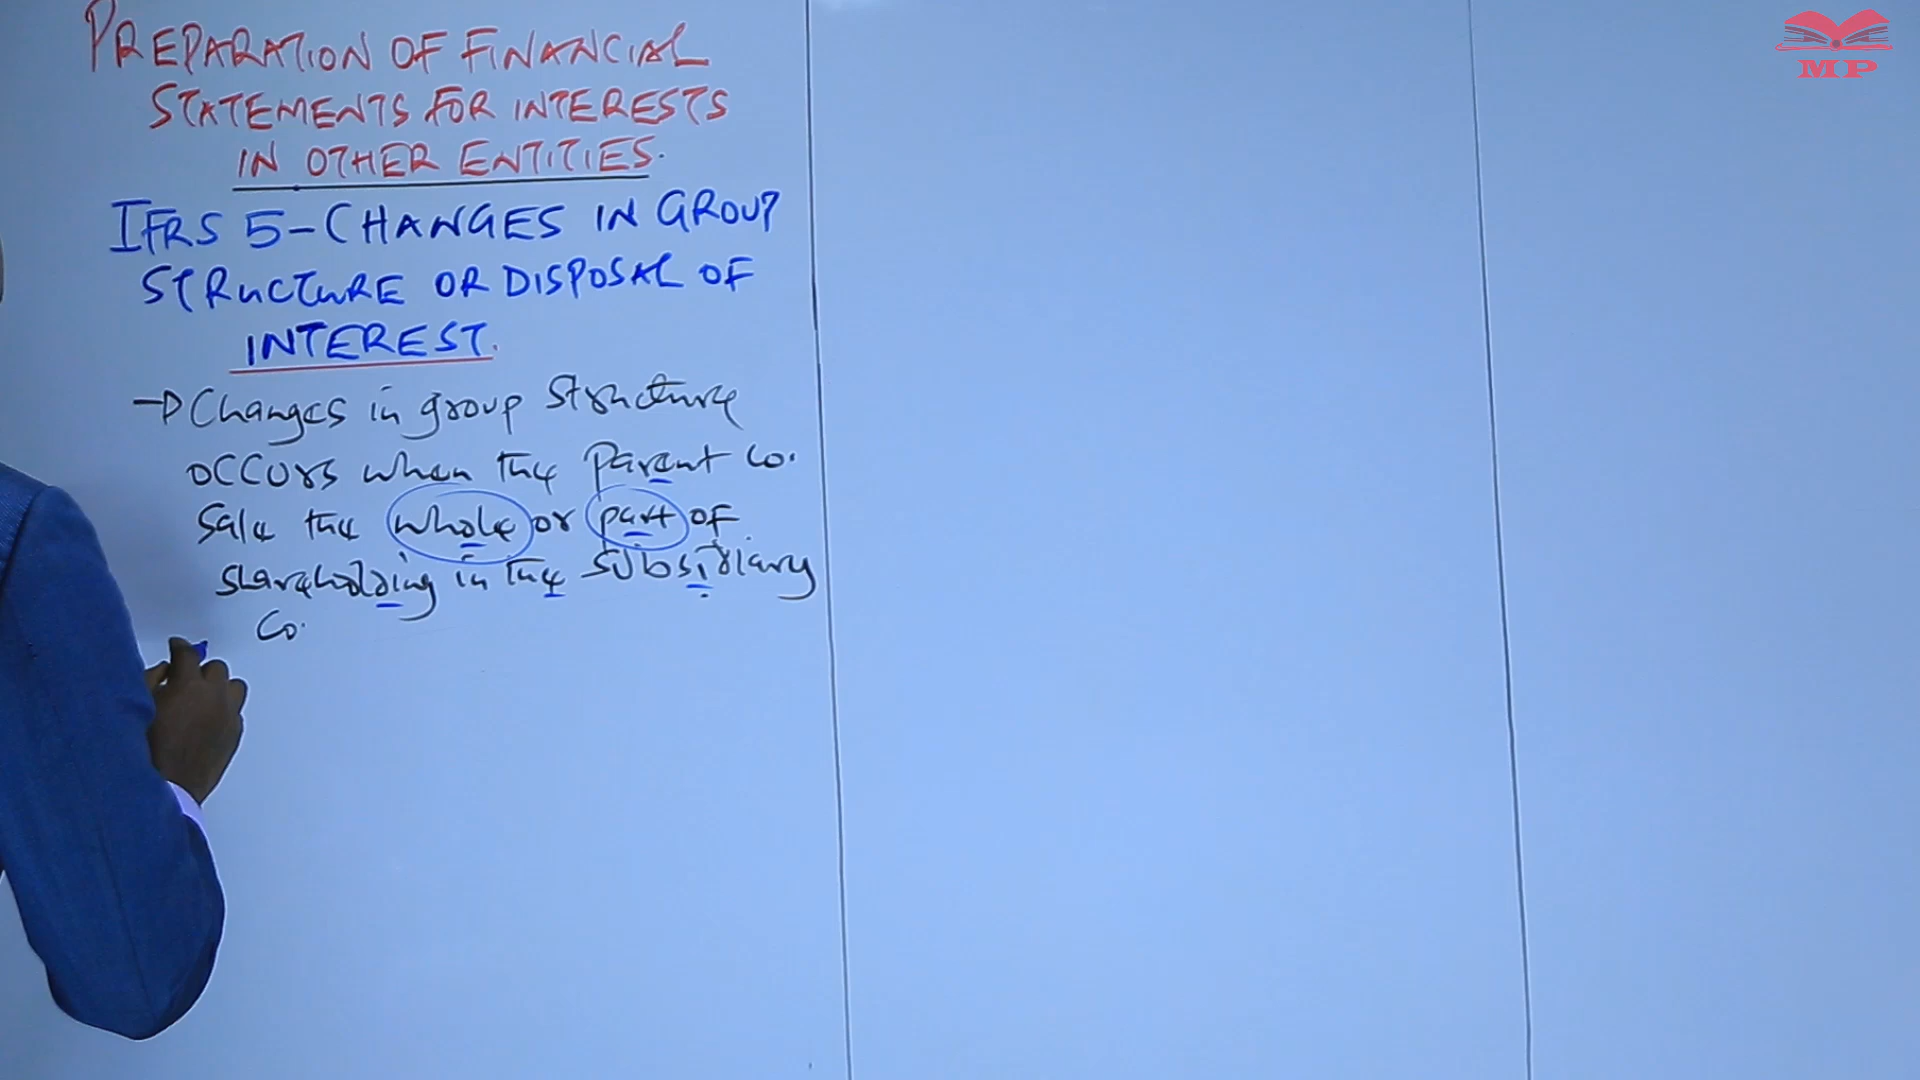 PREPARATION OF FINANCIAL
STATEMENTS FOR INTERESTS
IN OTHER ENTITIES.
IFRS 5-CHANGES IN GROUP
STRUCTURE OR DISPOSAL OF
INTEREST.
→ Changes in group structure
occurs when the parent Co.
Sale the whole or part of
shareholding in the subsidiary
Co.
MP